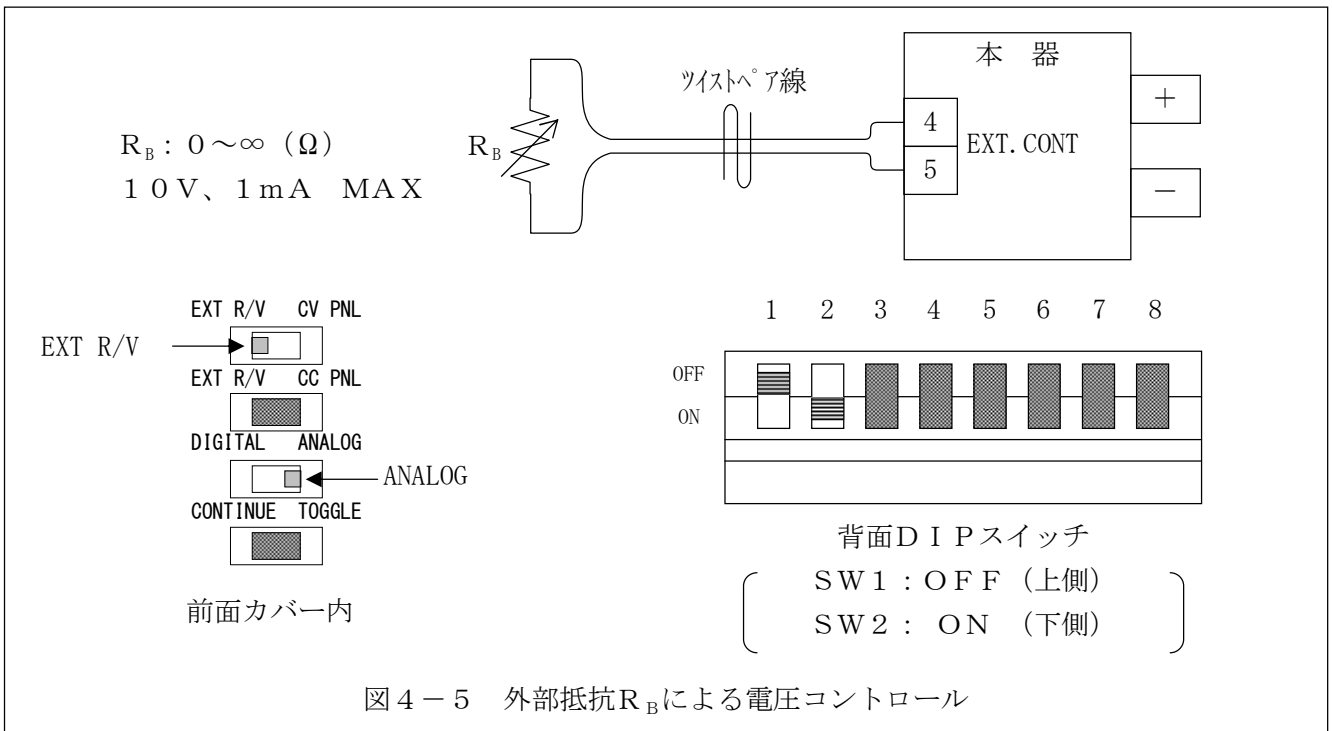 ツイストペア線
本 器
+
4
EXT.CONT
5
−
R_B
R_B: 0～∞ (Ω)
10V、1mA MAX
EXT R/V CV PNL
EXT R/V
EXT R/V CC PNL
DIGITAL ANALOG
ANALOG
CONTINUE TOGGLE
前面カバー内
1 2 3 4 5 6 7 8
OFF
ON
背面DIPスイッチ
SW1:OFF (上側)
SW2: ON (下側)
図4-5 外部抵抗R_Bによる電圧コントロール